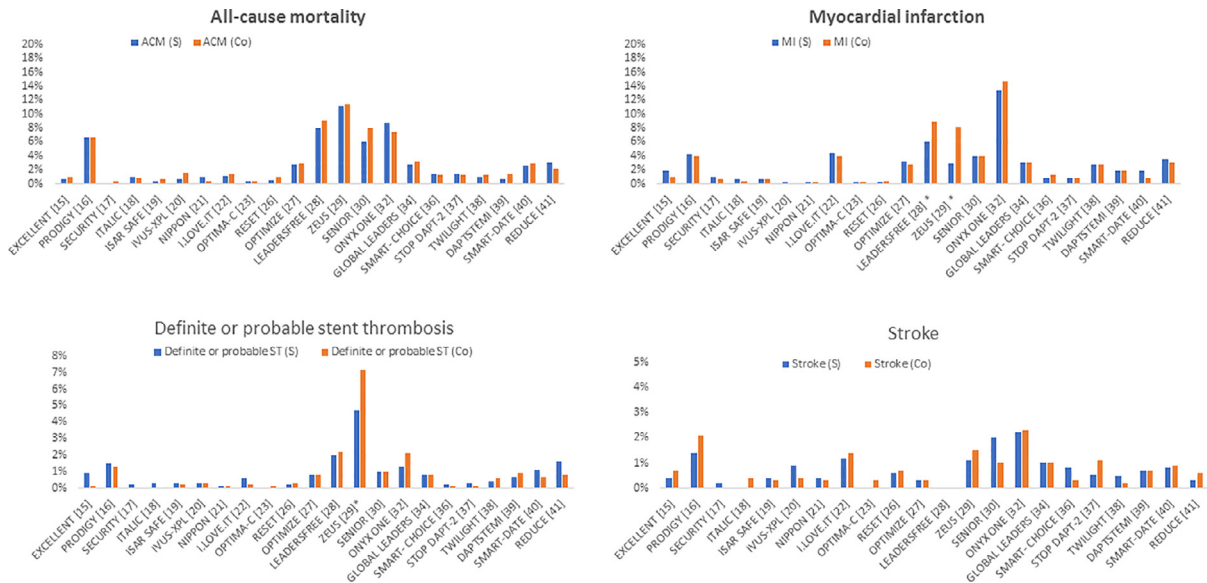 All-cause mortality
ACM (S) ACM (Co)
20%
18%
16%
14%
12%
10%
8%
6%
4%
2%
0%
EXCELLENT [15]
PRODIGY [16]
SECURITY [17]
ITALIC [18]
ISAR SAFE [19]
IVUS-XPL [20]
NIPPON [21]
I.LOVE.IT [22]
OPTIMA-C [23]
RESET [26]
OPTIMIZE [27]
LEADERSFREE [28]
ZEUS [29]
SENIOR [30]
ONYX ONE [32]
GLOBAL LEADERS [34]
SMART- CHOICE [36]
STOP DAPT-2 [37]
TWILIGHT [38]
DAPTSTEMI [39]
SMART-DATE [40]
REDUCE [41]
Myocardial infarction
MI (S) MI (Co)
20%
18%
16%
14%
12%
10%
8%
6%
4%
2%
0%
EXCELLENT [15]
PRODIGY [16]
SECURITY [17]
ITALIC [18]
ISAR SAFE [19]
IVUS-XPL [20]
NIPPON [21]
I.LOVE.IT [22]
OPTIMA-C [23]
RESET [26]
OPTIMIZE [27]
LEADERSFREE [28] *
ZEUS [29] *
SENIOR [30]
ONYX ONE [32]
GLOBAL LEADERS [34]
SMART- CHOICE [36]
STOP DAPT-2 [37]
TWILIGHT [38]
DAPTSTEMI [39]
SMART-DATE [40]
REDUCE [41]
Definite or probable stent thrombosis
Definite or probable ST (S) Definite or probable ST (Co)
8%
7%
6%
5%
4%
3%
2%
1%
0%
EXCELLENT [15]
PRODIGY [16]
SECURITY [17]
ITALIC [18]
ISAR SAFE [19]
IVUS-XPL [20]
NIPPON [21]
I.LOVE.IT [22]
OPTIMA-C [23]
RESET [26]
OPTIMIZE [27]
LEADERSFREE [28]
ZEUS [29]*
SENIOR [30]
ONYX ONE [32]
GLOBAL LEADERS [34]
SMART- CHOICE [36]
STOP DAPT-2 [37]
TWILIGHT [38]
DAPTSTEMI [39]
SMART-DATE [40]
REDUCE [41]
Stroke
Stroke (S) Stroke (Co)
5%
4%
3%
2%
1%
0%
EXCELLENT [15]
PRODIGY [16]
SECURITY [17]
ITALIC [18]
ISAR SAFE [19]
IVUS-XPL [20]
NIPPON [21]
I.LOVE.IT [22]
OPTIMA-C [23]
RESET [26]
OPTIMIZE [27]
LEADERSFREE [28]
ZEUS [29]
SENIOR [30]
ONYX ONE [32]
GLOBAL LEADERS [34]
SMART- CHOICE [36]
STOP DAPT-2 [37]
TWILIGHT [38]
DAPTSTEMI [39]
SMART-DATE [40]
REDUCE [41]